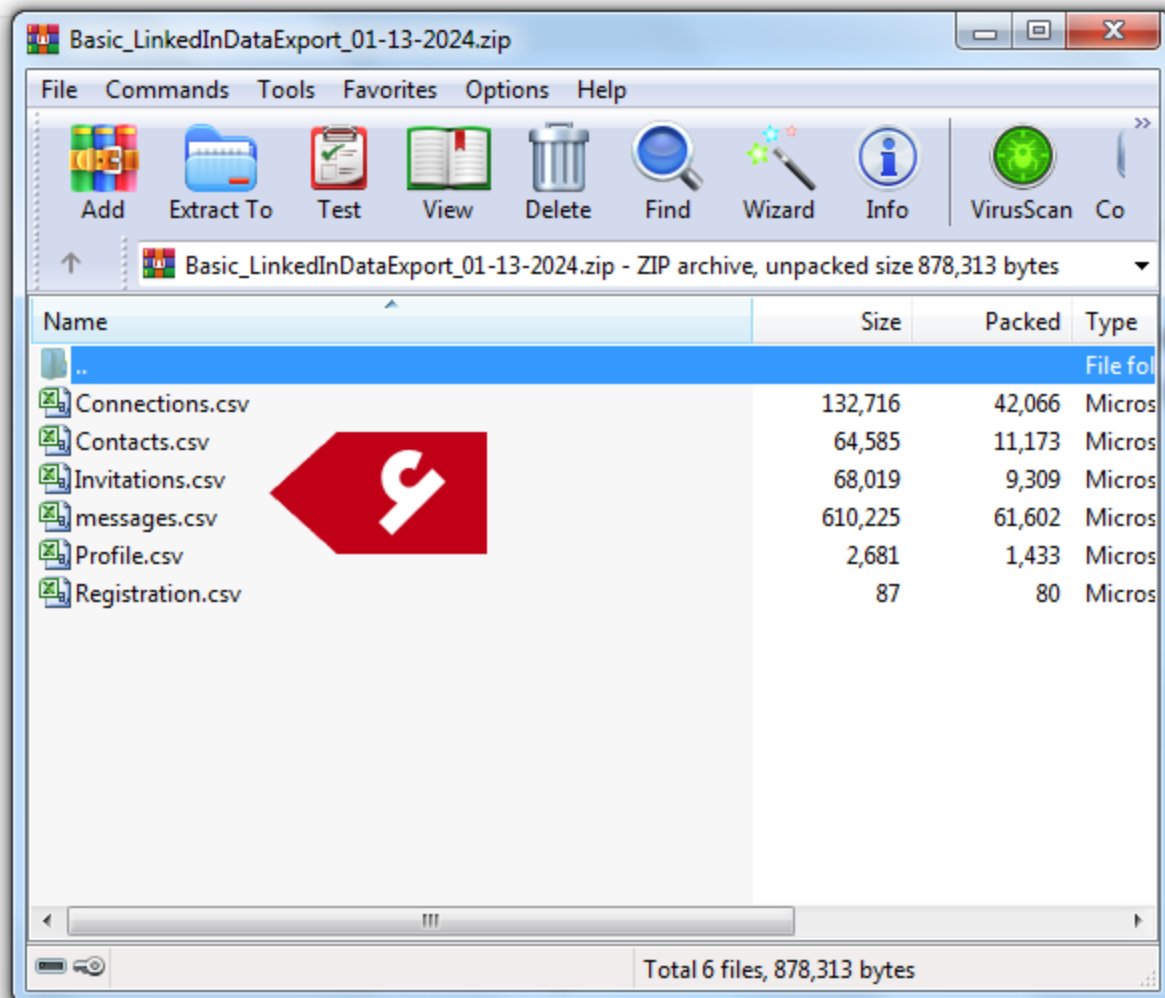 Basic_LinkedInDataExport_01-13-2024.zip
File Commands Tools Favorites Options Help
Add Extract To Test View Delete Find Wizard Info VirusScan Co
Basic_LinkedInDataExport_01-13-2024.zip - ZIP archive, unpacked size 878,313 bytes
Name Size Packed Type
.. File fol
Connections.csv 132,716 42,066 Micros
Contacts.csv 64,585 11,173 Micros
۶
Invitations.csv 68,019 9,309 Micros
messages.csv 610,225 61,602 Micros
Profile.csv 2,681 1,433 Micros
Registration.csv 87 80 Micros
Total 6 files, 878,313 bytes